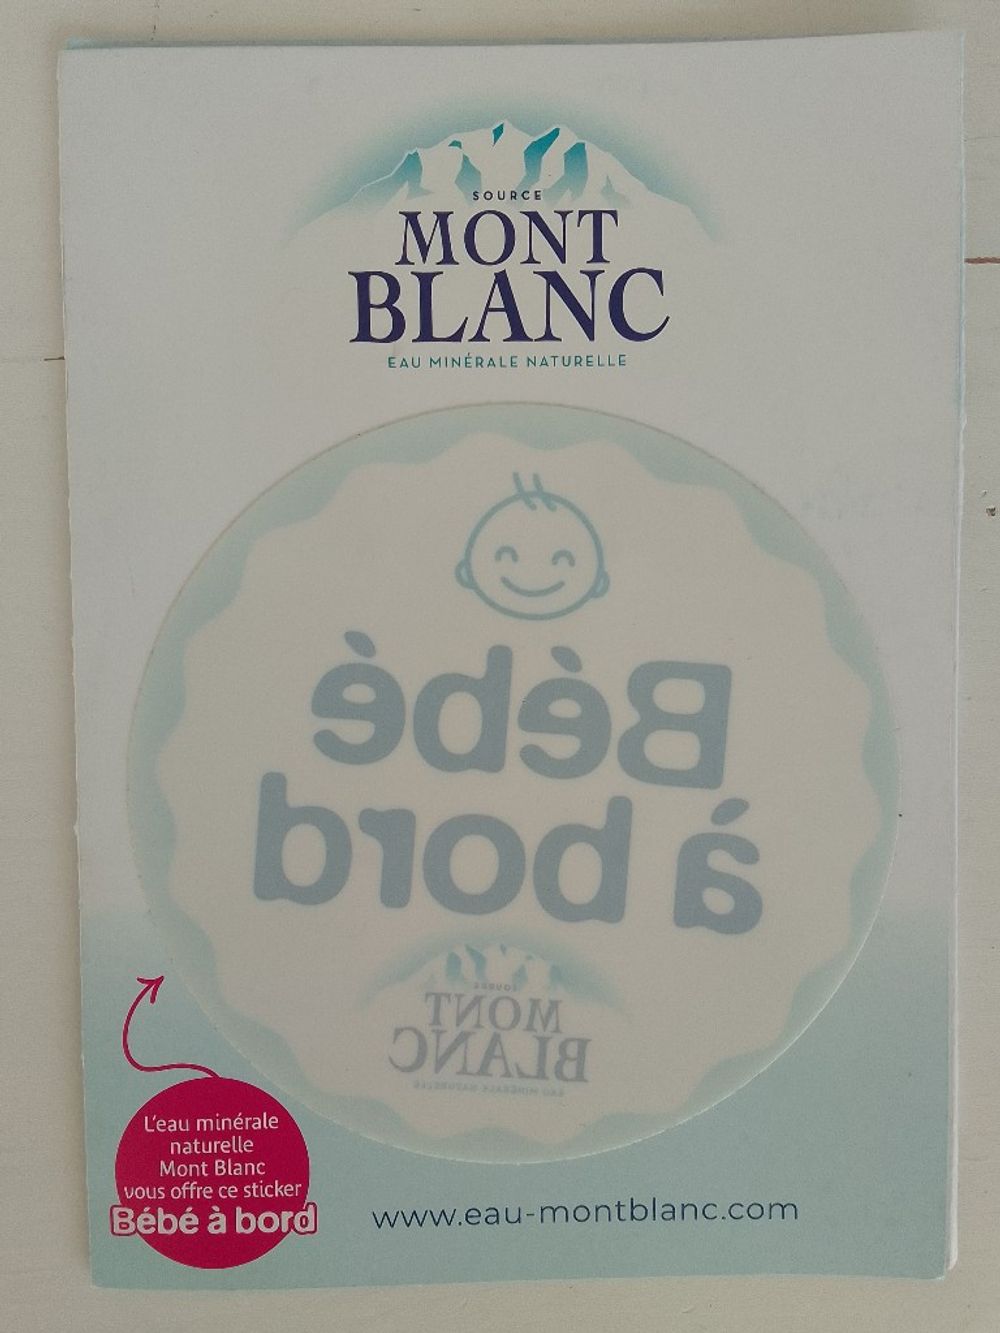 SOURCE
MONT
BLANC
EAU MINÉRALE NATURELLE
Bébé
à bord
SOURCE
MONT
BLANC
EAU MINÉRALE NATURELLE
L'eau minérale
naturelle
Mont Blanc
vous offre ce sticker
Bébé à bord
www.eau-montblanc.com